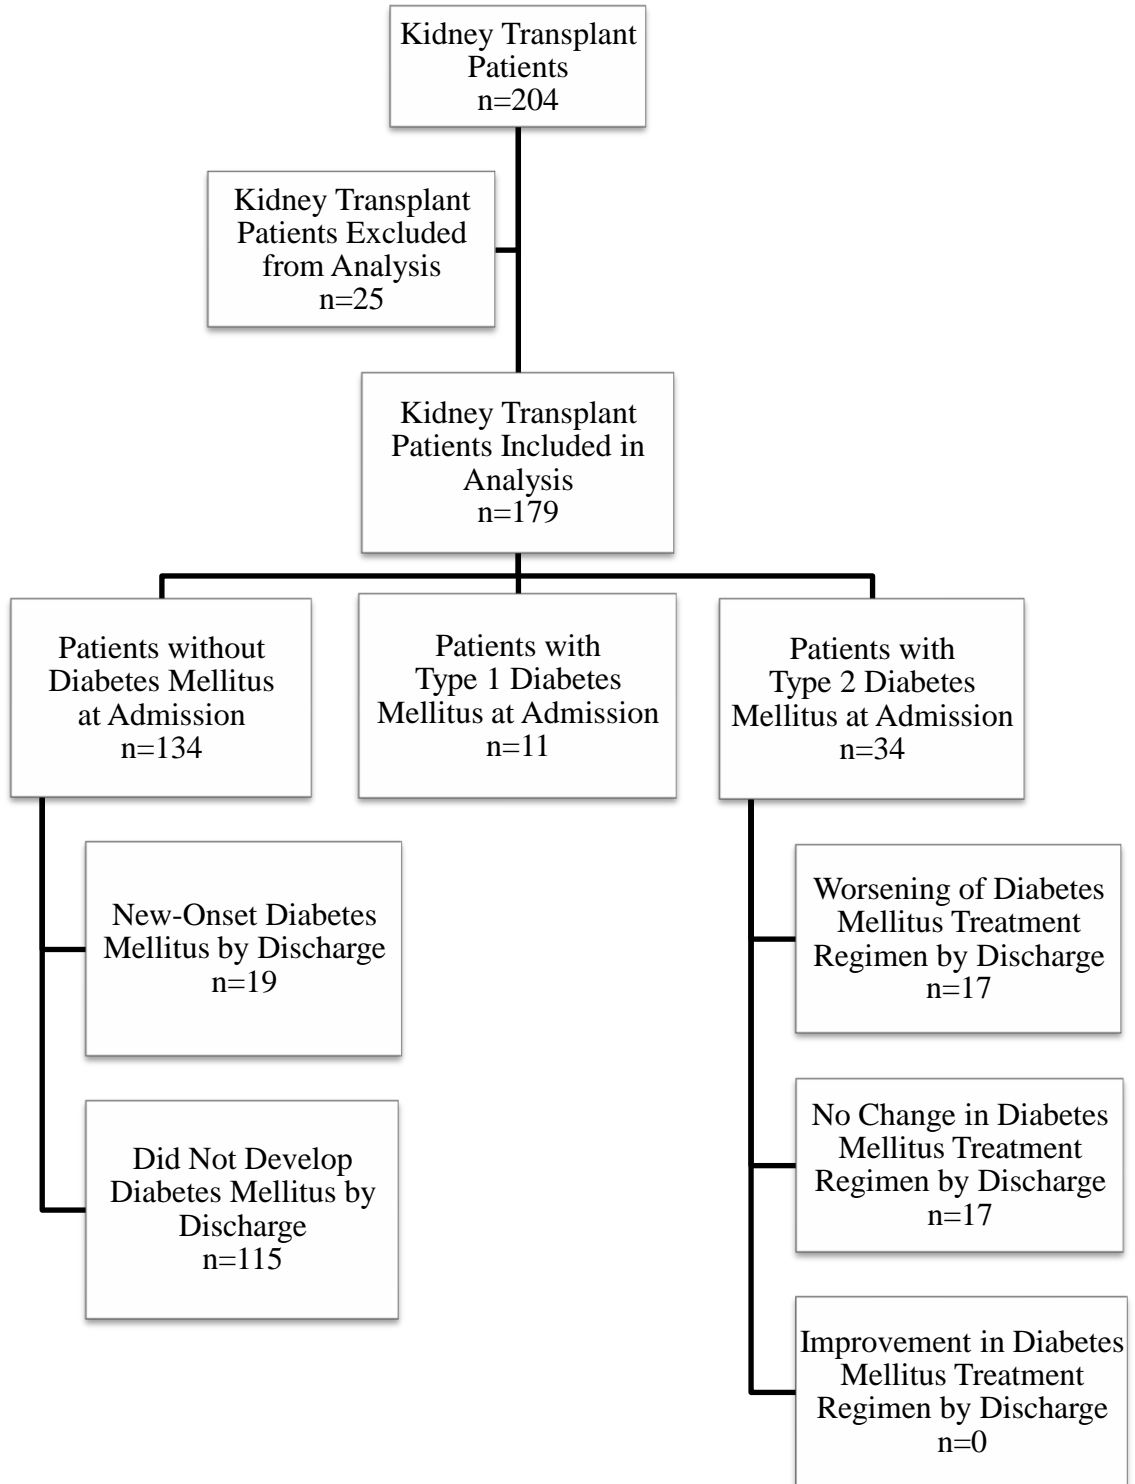 Kidney Transplant
Patients
n=204
Kidney Transplant
Patients Excluded
from Analysis
n=25
Kidney Transplant
Patients Included in
Analysis
n=179
Patients without
Diabetes Mellitus
at Admission
n=134
Patients with
Type 1 Diabetes
Mellitus at Admission
n=11
Patients with
Type 2 Diabetes
Mellitus at Admission
n=34
New-Onset Diabetes
Mellitus by Discharge
n=19
Did Not Develop
Diabetes Mellitus by
Discharge
n=115
Worsening of Diabetes
Mellitus Treatment
Regimen by Discharge
n=17
No Change in Diabetes
Mellitus Treatment
Regimen by Discharge
n=17
Improvement in Diabetes
Mellitus Treatment
Regimen by Discharge
n=0